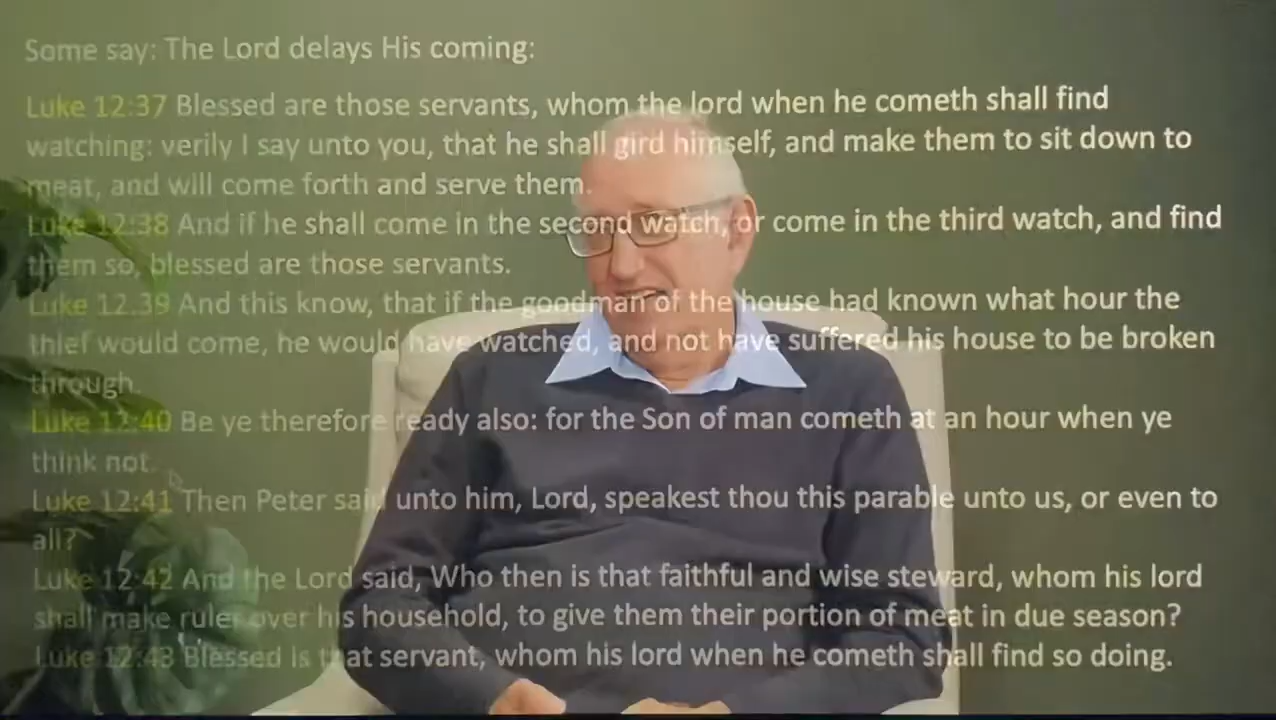 Some say: The Lord delays His coming:
Luke 12:37 Blessed are those servants, whom the lord when he cometh shall find
watching: verily I say unto you, that he shall gird himself, and make them to sit down to
meat, and will come forth and serve them.
Luke 12:38 And if he shall come in the second watch, or come in the third watch, and find
them so, blessed are those servants.
Luke 12.39 And this know, that if the goodman of the house had known what hour the
thief would come, he would have watched, and not have suffered his house to be broken
through.
Luke 12:40 Be ye therefore ready also: for the Son of man cometh at an hour when ye
think not.
Luke 12:41 Then Peter said unto him, Lord, speakest thou this parable unto us, or even to
all?
Luke 12:42 And the Lord said, Who then is that faithful and wise steward, whom his lord
shall make ruler over his household, to give them their portion of meat in due season?
Luke 12:43 Blessed is that servant, whom his lord when he cometh shall find so doing.